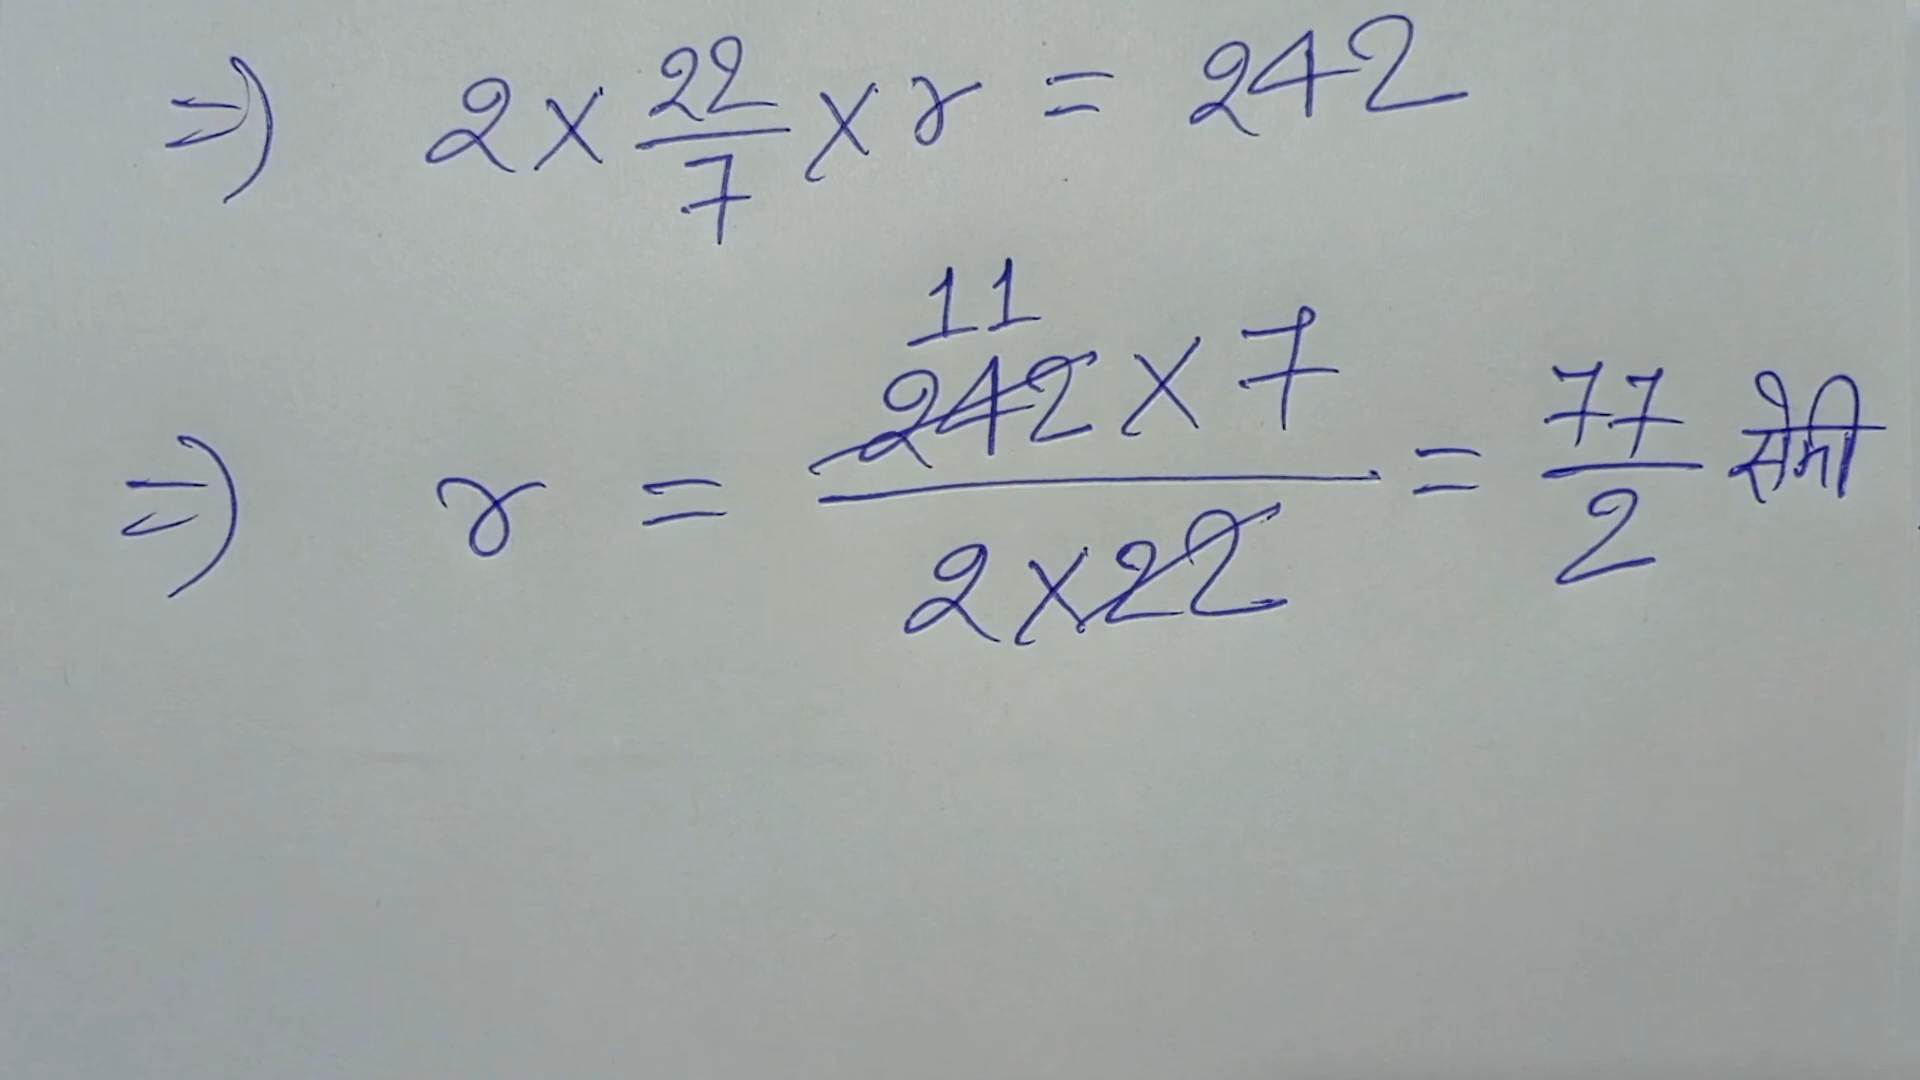 ⇒ 2 × 22/7 × r = 242
⇒ r = 11 242 × 7 / 2 × 22 = 77/2 सेमी